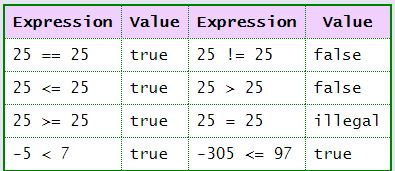 Expression Value Expression Value
25 == 25 true 25 != 25 false
25 <= 25 true 25 > 25 false
25 >= 25 true 25 = 25 illegal
-5 < 7 true -305 <= 97 true